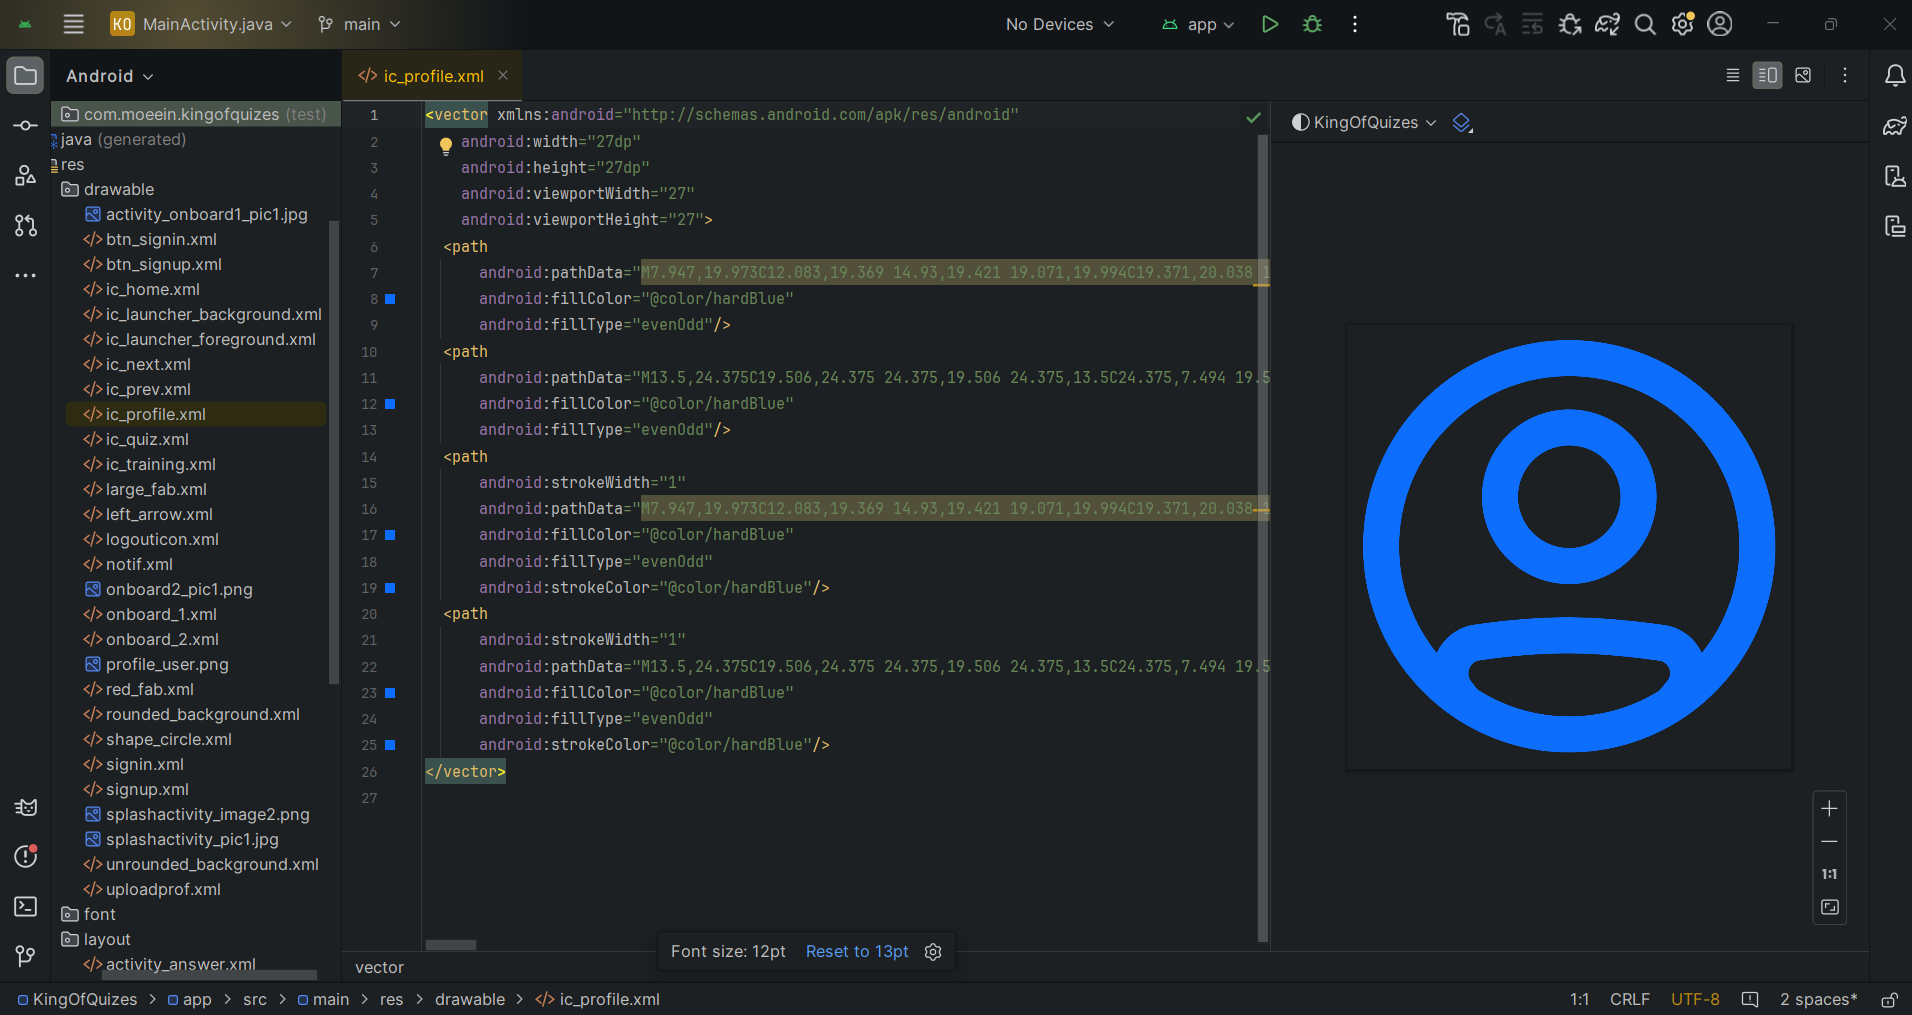 KO MainActivity.java main No Devices app
Android
ic_profile.xml
com.moeein.kingofquizes (test)
java (generated)
res
drawable
activity_onboard1_pic1.jpg
btn_signin.xml
btn_signup.xml
ic_home.xml
ic_launcher_background.xml
ic_launcher_foreground.xml
ic_next.xml
ic_prev.xml
ic_profile.xml
ic_quiz.xml
ic_training.xml
large_fab.xml
left_arrow.xml
logouticon.xml
notif.xml
onboard2_pic1.png
onboard_1.xml
onboard_2.xml
profile_user.png
red_fab.xml
rounded_background.xml
shape_circle.xml
signin.xml
signup.xml
splashactivity_image2.png
splashactivity_pic1.jpg
unrounded_background.xml
uploadprof.xml
font
layout
activity_answer.xml
1 <vector xmlns:android="http://schemas.android.com/apk/res/android"
2 android:width="27dp"
3 android:height="27dp"
4 android:viewportWidth="27"
5 android:viewportHeight="27">
6 <path
7 android:pathData="M7.947,19.973C12.083,19.369 14.93,19.421 19.071,19.994C19.371,20.038 1
8 android:fillColor="@color/hardBlue"
9 android:fillType="evenOdd"/>
10 <path
11 android:pathData="M13.5,24.375C19.506,24.375 24.375,19.506 24.375,13.5C24.375,7.494 19.5
12 android:fillColor="@color/hardBlue"
13 android:fillType="evenOdd"/>
14 <path
15 android:strokeWidth="1"
16 android:pathData="M7.947,19.973C12.083,19.369 14.93,19.421 19.071,19.994C19.371,20.038 1
17 android:fillColor="@color/hardBlue"
18 android:fillType="evenOdd"
19 android:strokeColor="@color/hardBlue"/>
20 <path
21 android:strokeWidth="1"
22 android:pathData="M13.5,24.375C19.506,24.375 24.375,19.506 24.375,13.5C24.375,7.494 19.5
23 android:fillColor="@color/hardBlue"
24 android:fillType="evenOdd"
25 android:strokeColor="@color/hardBlue"/>
26 </vector>
27
Font size: 12pt Reset to 13pt
vector
KingOfQuizes
1:1
KingOfQuizes > app > src > main > res > drawable > ic_profile.xml
1:1 CRLF UTF-8 2 spaces*